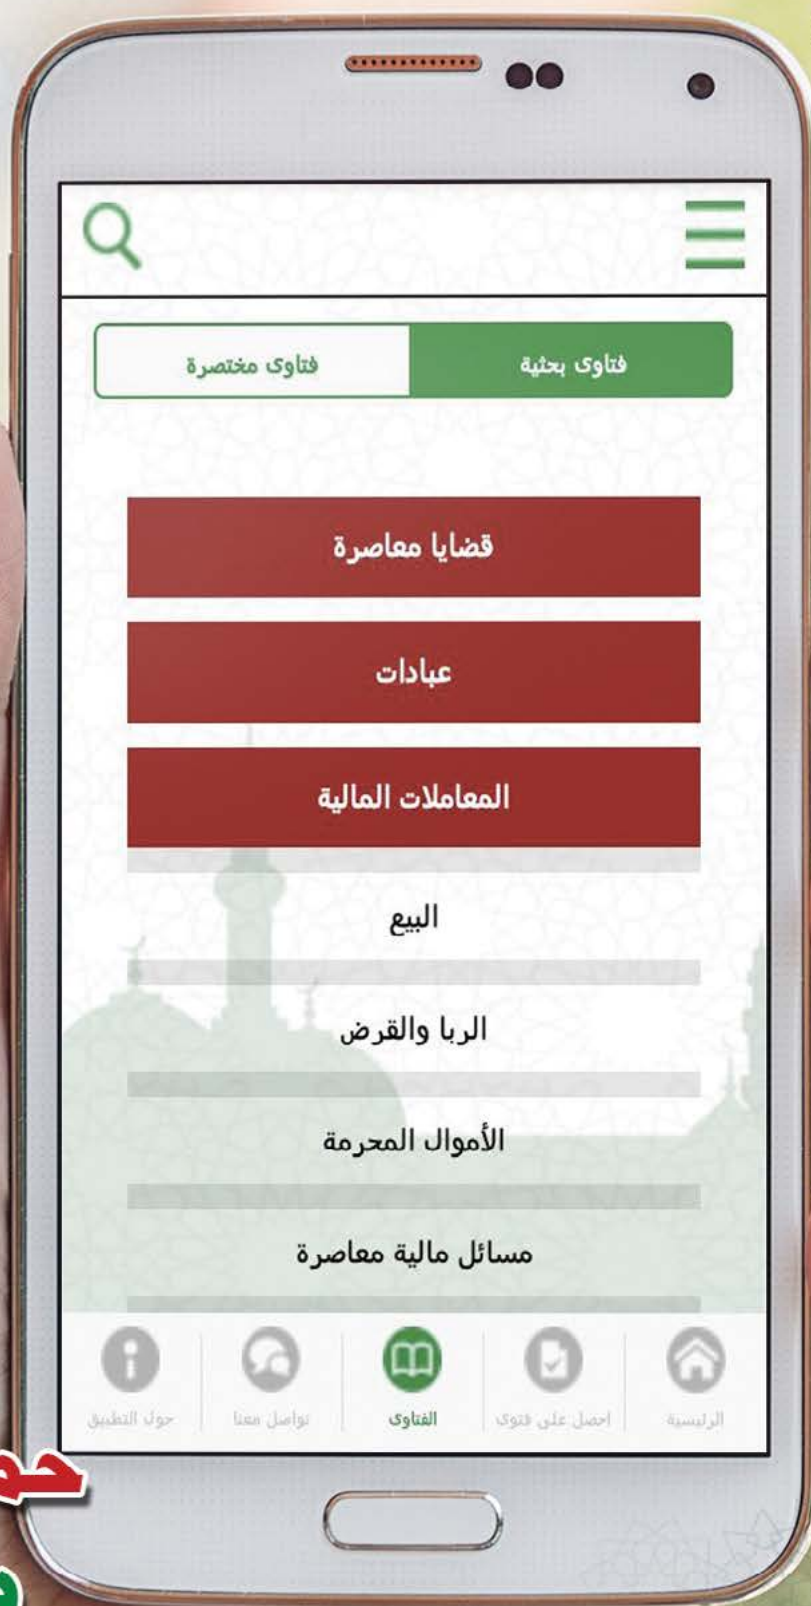 فتاوى بحثية فتاوى مختصرة
قضايا معاصرة
عبادات
المعاملات المالية
البيع
الربا والقرض
الأموال المحرمة
مسائل مالية معاصرة
الرئيسية احصل على فتوى الفتاوى تواصل معنا حول التطبيق